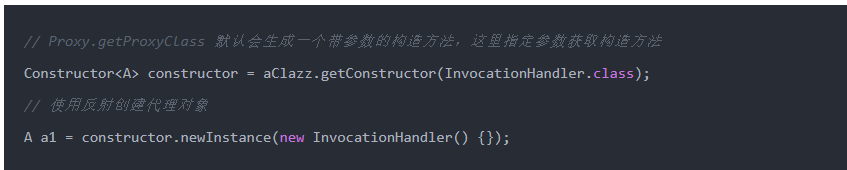 // Proxy.getProxyClass 默认会生成一个带参数的构造方法，这里指定参数获取构造方法
Constructor<A> constructor = aClazz.getConstructor(InvocationHandler.class);
// 使用反射创建代理对象
A a1 = constructor.newInstance(new InvocationHandler() {});